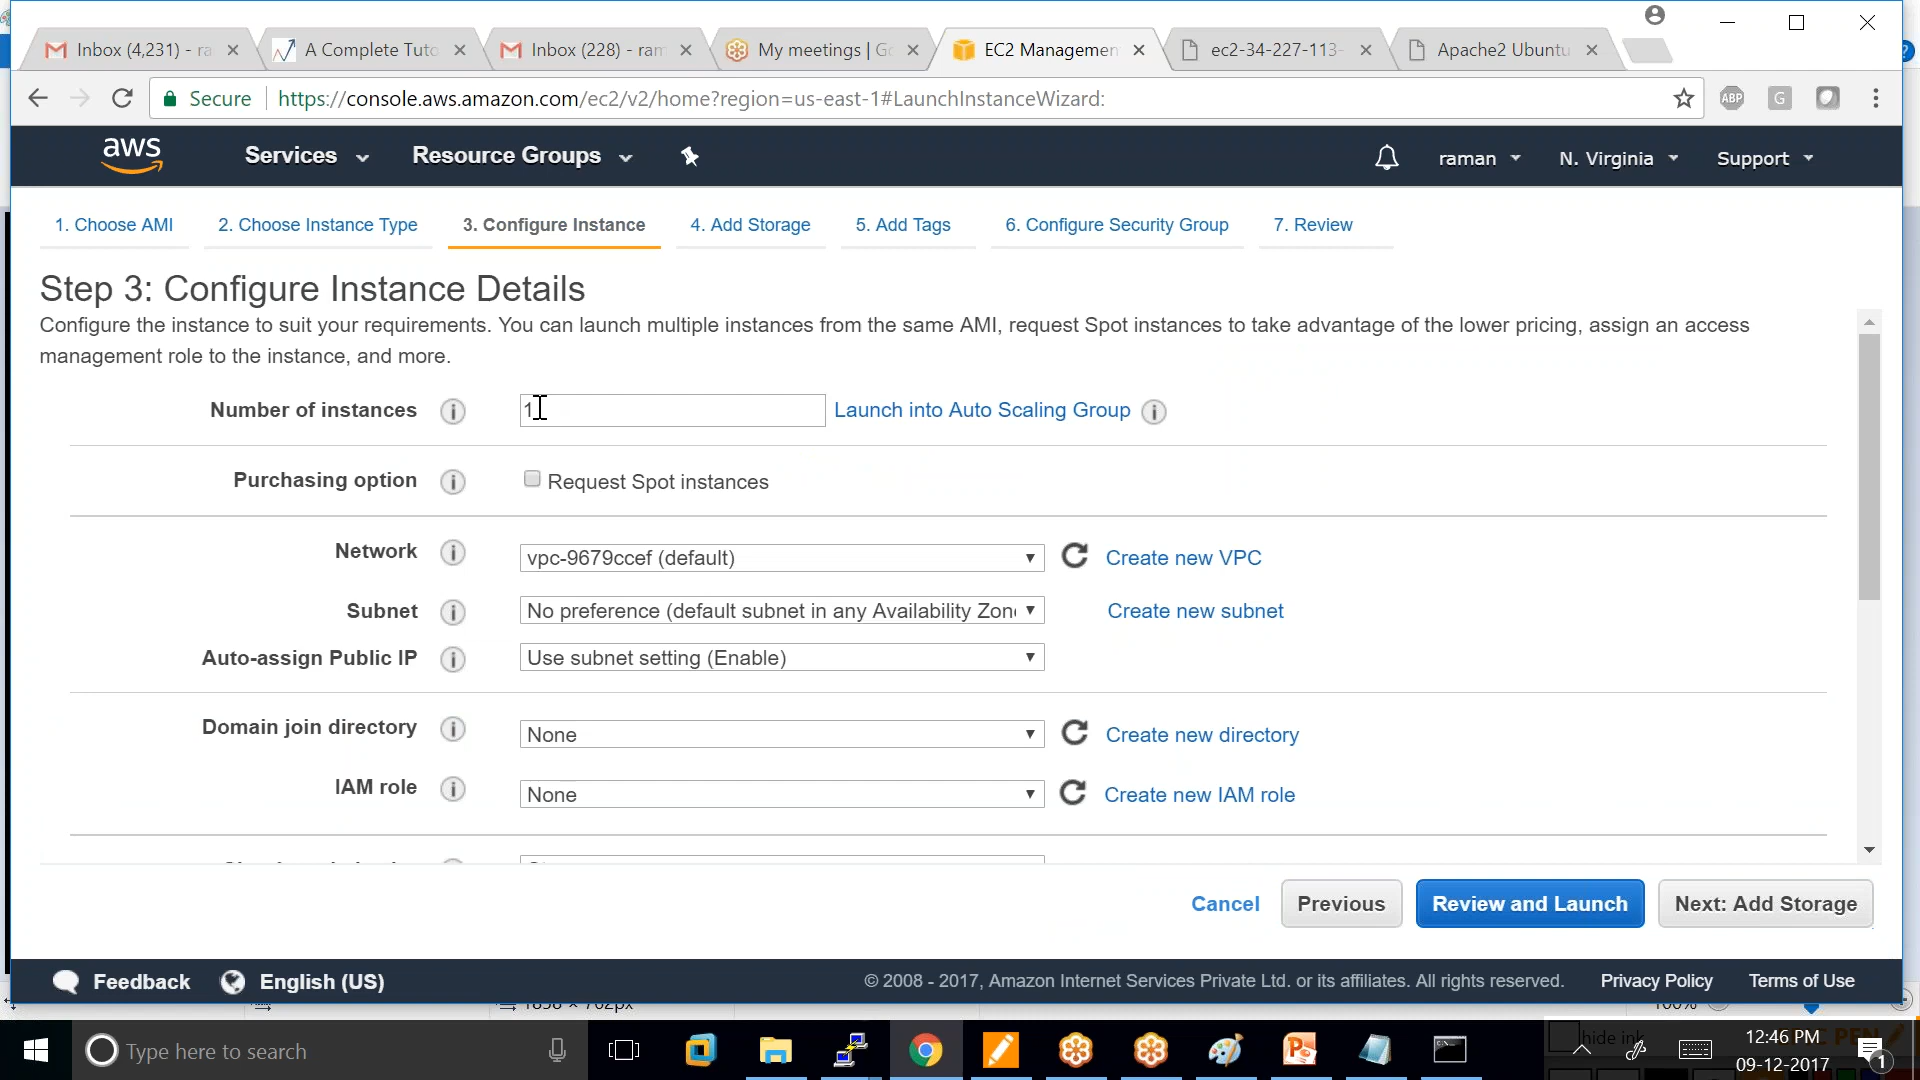 Inbox (4,231) - ra
A Complete Tuto
Inbox (228) - ram
My meetings | Go
EC2 Managemen
ec2-34-227-113-
Apache2 Ubuntu
Secure
https://console.aws.amazon.com/ec2/v2/home?region=us-east-1#LaunchInstanceWizard:
ABP
G
aws
Services
Resource Groups
raman
N. Virginia
Support
1. Choose AMI
2. Choose Instance Type
3. Configure Instance
4. Add Storage
5. Add Tags
6. Configure Security Group
7. Review
Step 3: Configure Instance Details
Configure the instance to suit your requirements. You can launch multiple instances from the same AMI, request Spot instances to take advantage of the lower pricing, assign an access
management role to the instance, and more.
Number of instances
1
Launch into Auto Scaling Group
Purchasing option
Request Spot instances
Network
vpc-9679ccef (default)
Create new VPC
Subnet
No preference (default subnet in any Availability Zon
Create new subnet
Auto-assign Public IP
Use subnet setting (Enable)
Domain join directory
None
Create new directory
IAM role
None
Create new IAM role
Cancel
Previous
Review and Launch
Next: Add Storage
Feedback
English (US)
© 2008 - 2017, Amazon Internet Services Private Ltd. or its affiliates. All rights reserved.
Privacy Policy
Terms of Use
Type here to search
hide ink
12:46 PM
09-12-2017
1